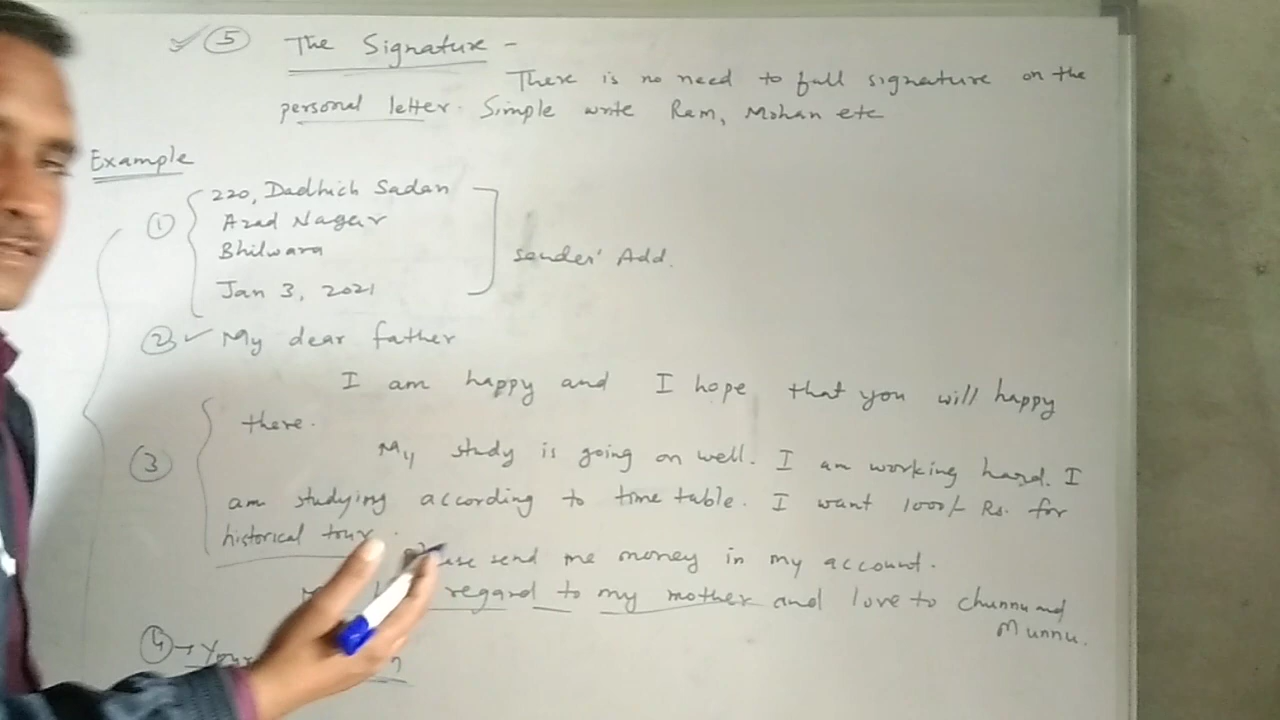 5 The Signature -
There is no need to full signature on the
personal letter. Simple write Ram, Mohan etc
Example
1 220, Dadhich Sadan
Azad Nagar
Bhilwara
Jan 3, 2021
Sender' Add.
2 My dear father
I am happy and I hope that you will happy
there.
3 My study is going on well. I am working hard. I
am studying according to time table. I want 1000/- Rs. for
historical tour.
send me money in my account.
regard to my mother and love to chunnu and
Munnu.
4 →